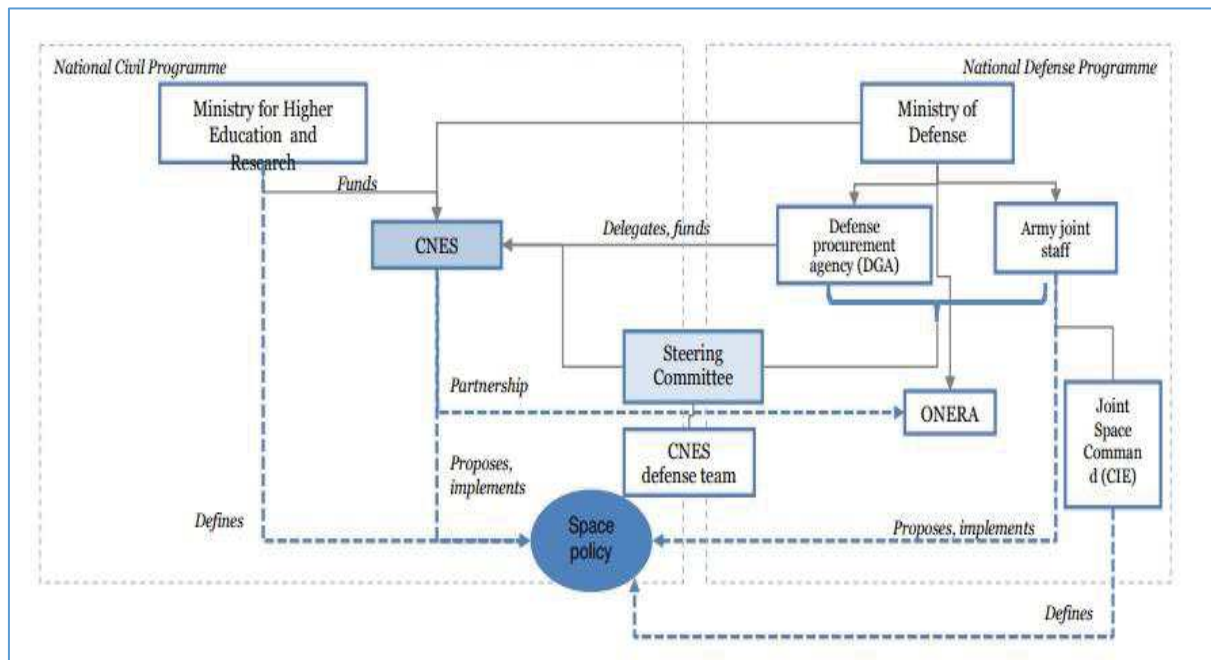 National Civil Programme
National Defense Programme
Ministry for Higher
Education and
Research
Ministry of
Defense
Funds
CNES
Delegates, funds
Defense
procurement
agency (DGA)
Army joint
staff
Steering
Committee
Partnership
ONERA
Joint
Space
Comman
d (CIE)
CNES
defense team
Proposes,
implements
Defines
Space
policy
Proposes, implements
Defines